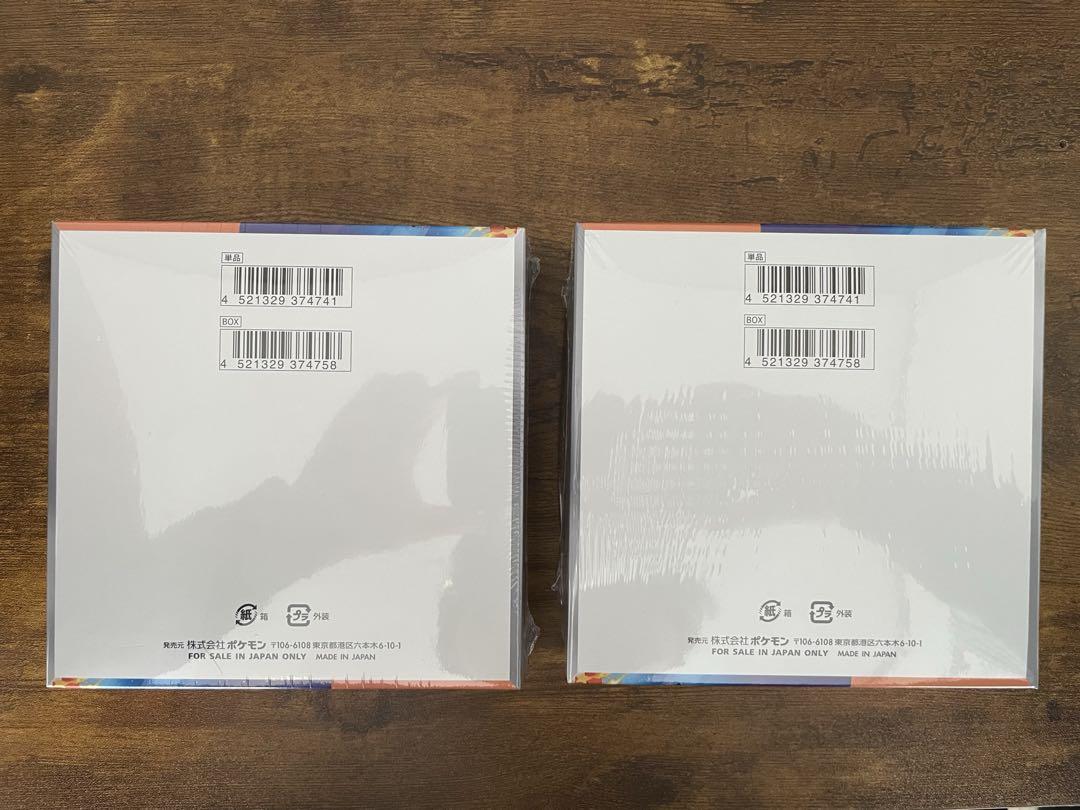 単品
4 521329 374741
BOX
4 521329 374758
紙 箱 プラ 外装
発売元 株式会社ポケモン 〒106-6108 東京都港区六本木6-10-1
FOR SALE IN JAPAN ONLY MADE IN JAPAN
単品
4 521329 374741
BOX
4 521329 374758
紙 箱 プラ 外装
発売元 株式会社ポケモン 〒106-6108 東京都港区六本木6-10-1
FOR SALE IN JAPAN ONLY MADE IN JAPAN